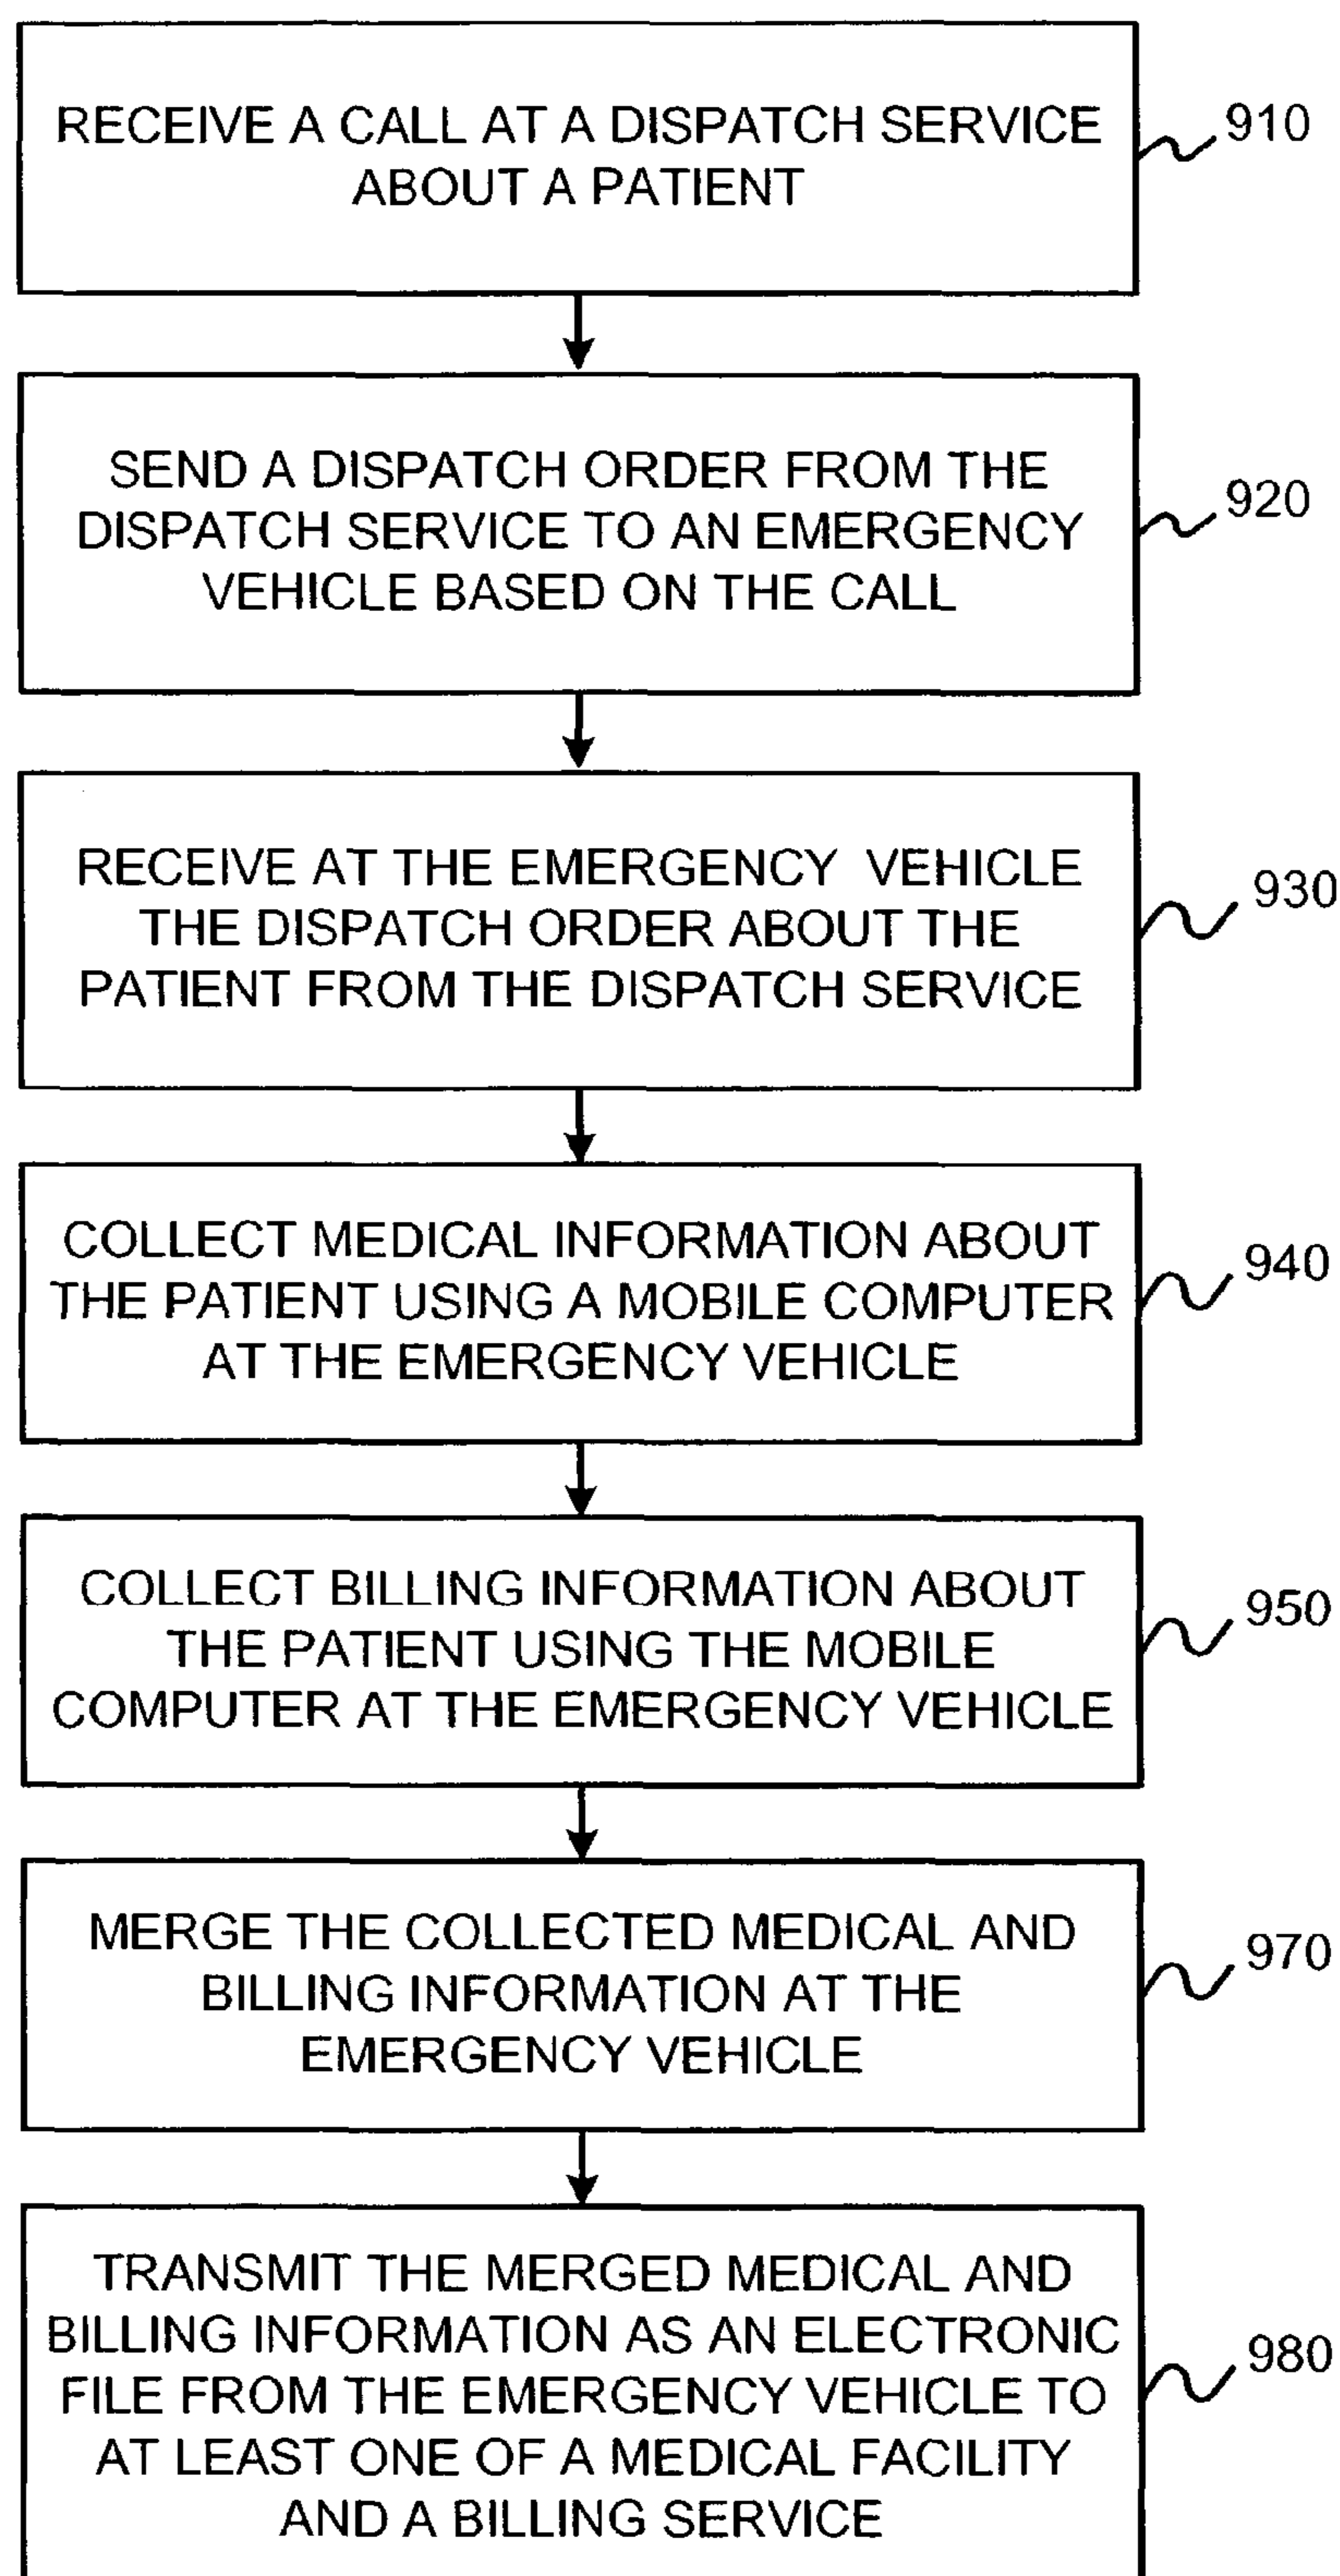 RECEIVE A CALL AT A DISPATCH SERVICE
ABOUT A PATIENT
910
SEND A DISPATCH ORDER FROM THE
DISPATCH SERVICE TO AN EMERGENCY
VEHICLE BASED ON THE CALL
920
RECEIVE AT THE EMERGENCY VEHICLE
THE DISPATCH ORDER ABOUT THE
PATIENT FROM THE DISPATCH SERVICE
930
COLLECT MEDICAL INFORMATION ABOUT
THE PATIENT USING A MOBILE COMPUTER
AT THE EMERGENCY VEHICLE
940
COLLECT BILLING INFORMATION ABOUT
THE PATIENT USING THE MOBILE
COMPUTER AT THE EMERGENCY VEHICLE
950
MERGE THE COLLECTED MEDICAL AND
BILLING INFORMATION AT THE
EMERGENCY VEHICLE
970
TRANSMIT THE MERGED MEDICAL AND
BILLING INFORMATION AS AN ELECTRONIC
FILE FROM THE EMERGENCY VEHICLE TO
AT LEAST ONE OF A MEDICAL FACILITY
AND A BILLING SERVICE
980